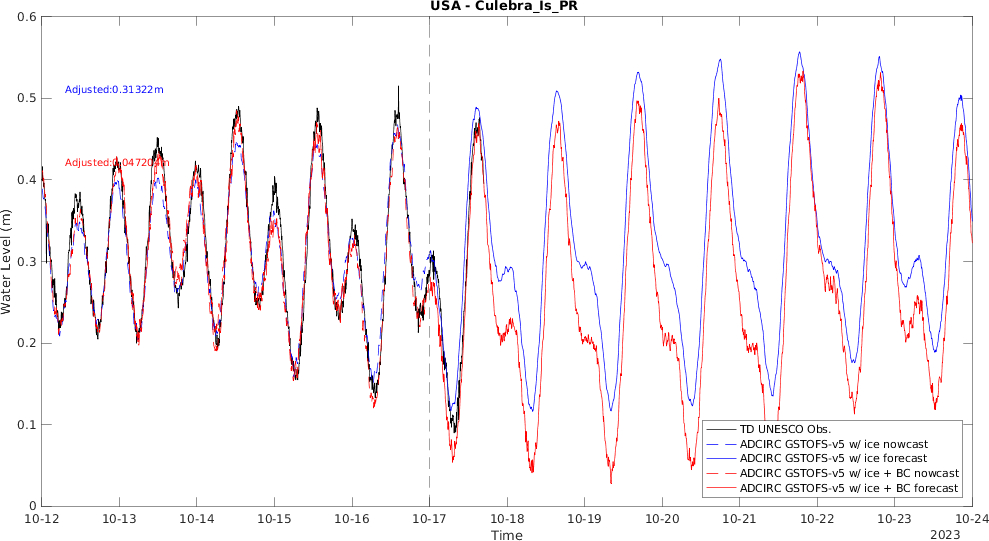 USA - Culebra_Is_PR
0.6
0.5
0.4
0.3
0.2
0.1
0
Water Level (m)
Adjusted:0.31322m
TD UNESCO Obs.
ADCIRC GSTOFS-v5 w/ ice nowcast
ADCIRC GSTOFS-v5 w/ ice forecast
ADCIRC GSTOFS-v5 w/ ice + BC nowcast
ADCIRC GSTOFS-v5 w/ ice + BC forecast
10-12 10-13 10-14 10-15 10-16 10-17 10-18 10-19 10-20 10-21 10-22 10-23 10-24
Time
2023